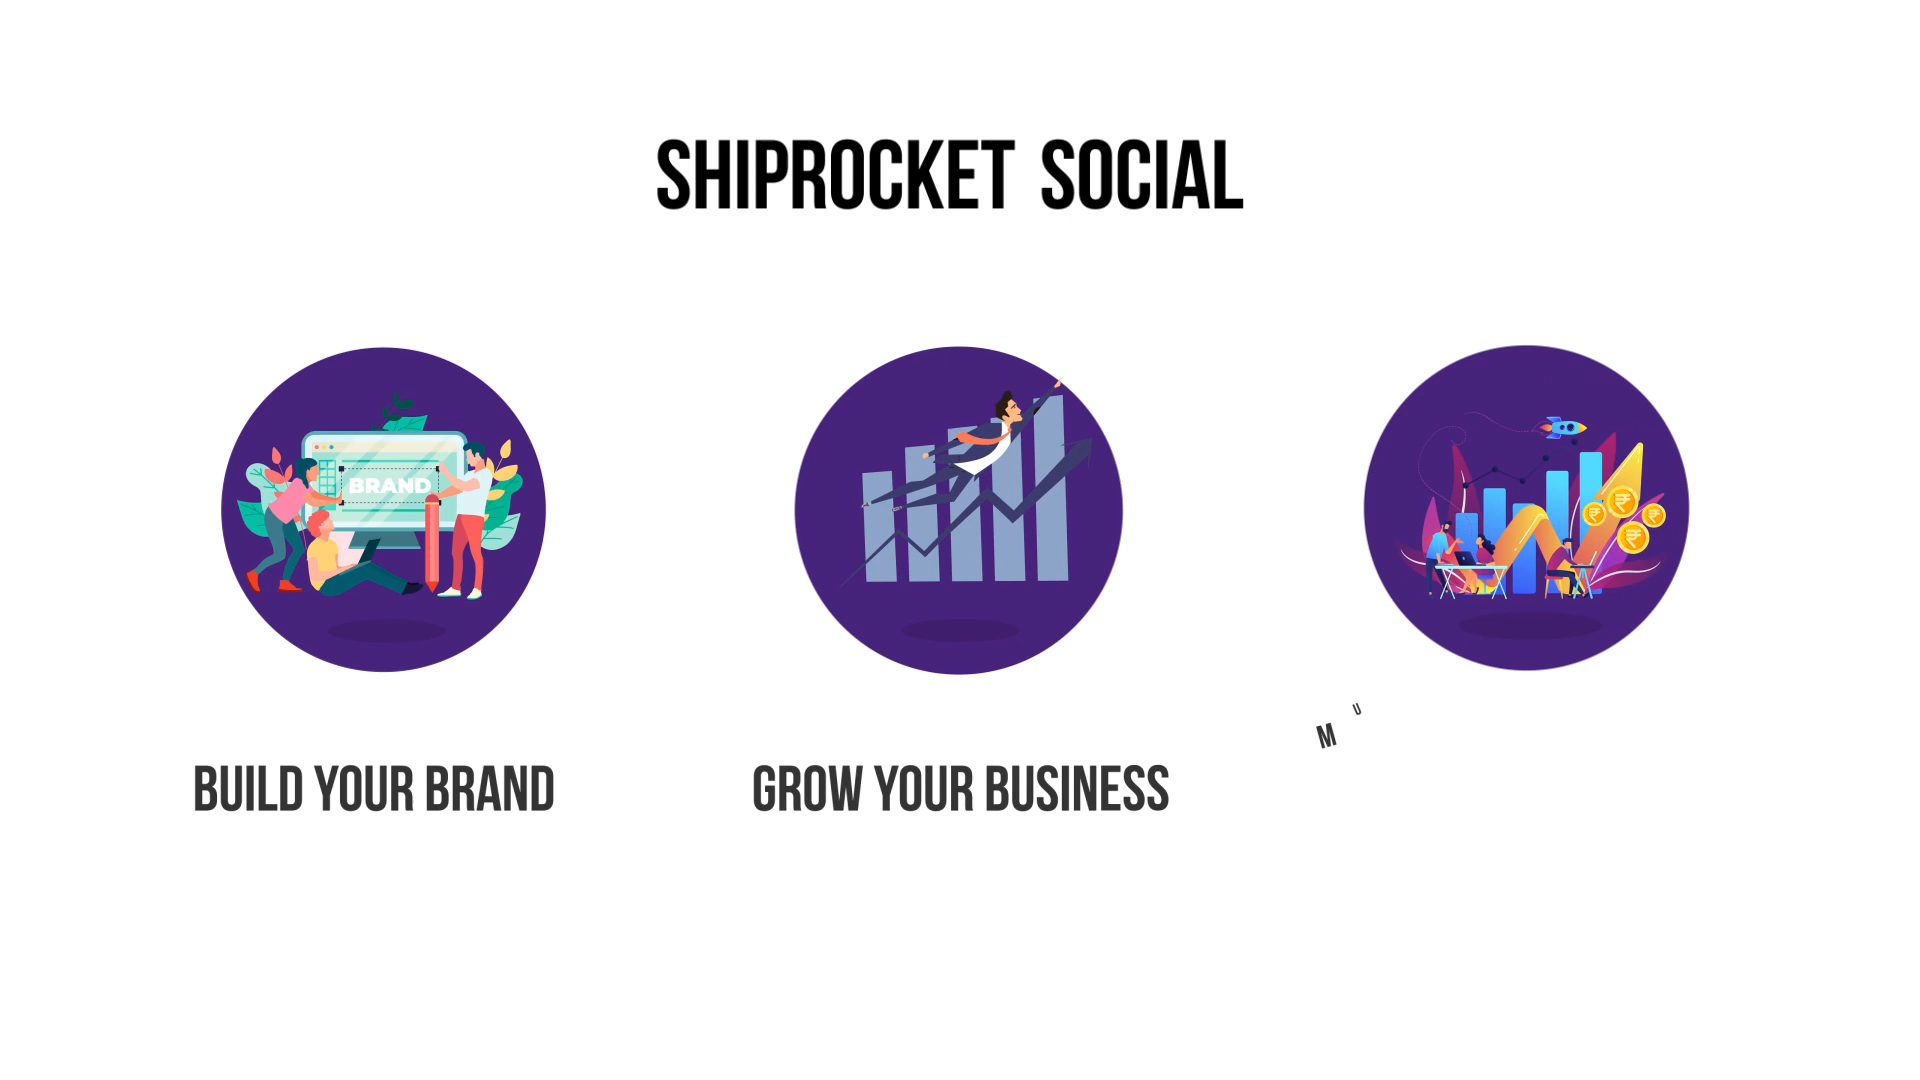 SHIPROCKET SOCIAL
BRAND
BUILD YOUR BRAND
GROW YOUR BUSINESS
M U